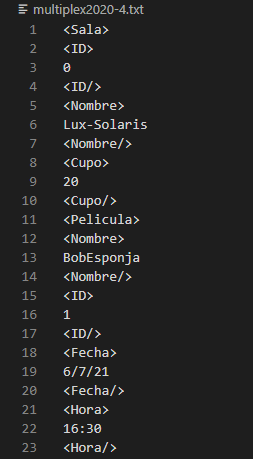 multiplex2020-4.txt
1 <Sala>
2 <ID>
3 0
4 <ID/>
5 <Nombre>
6 Lux-Solaris
7 <Nombre/>
8 <Cupo>
9 20
10 <Cupo/>
11 <Pelicula>
12 <Nombre>
13 BobEsponja
14 <Nombre/>
15 <ID>
16 1
17 <ID/>
18 <Fecha>
19 6/7/21
20 <Fecha/>
21 <Hora>
22 16:30
23 <Hora/>